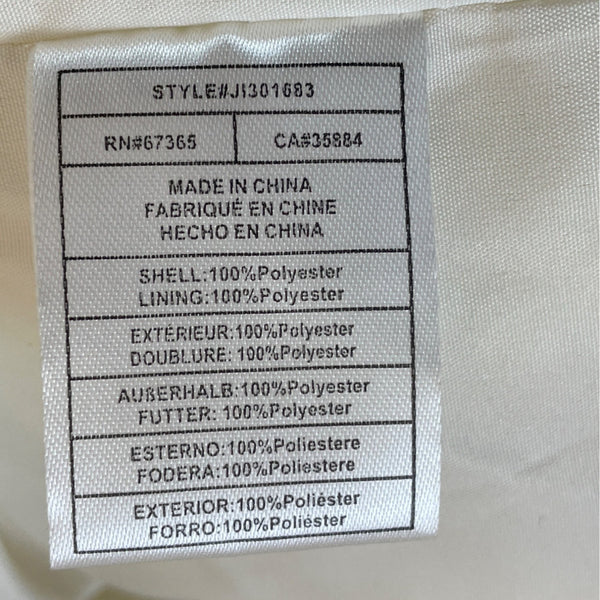 STYLE#JI301683
RN#67365 CA#35884
MADE IN CHINA
FABRIQUÉ EN CHINE
HECHO EN CHINA
SHELL:100%Polyester
LINING:100%Polyester
EXTÉRIEUR:100%Polyester
DOUBLURE: 100%Polyester
AUßERHALB:100%Polyester
FUTTER: 100%Polyester
ESTERNO:100%Poliestere
FODERA:100%Poliestere
EXTERIOR:100%Poliéster
FORRO:100%Poliester